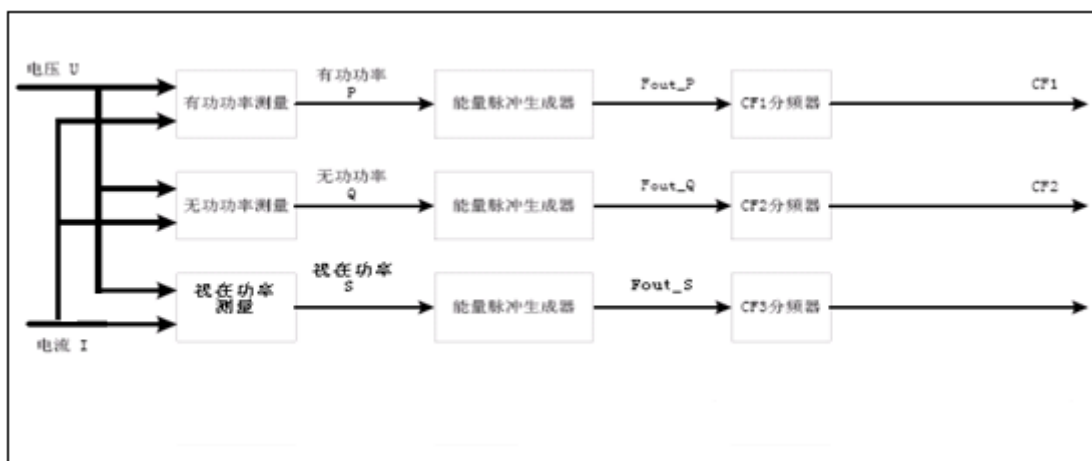 电压 U
有功功率测量
有功功率
P
能量脉冲生成器
Fout_P
CF1分频器
CF1
无功功率测量
无功功率
Q
能量脉冲生成器
Fout_Q
CF2分频器
CF2
视在功率
测量
视在功率
S
能量脉冲生成器
Fout_S
CF3分频器
电流 I